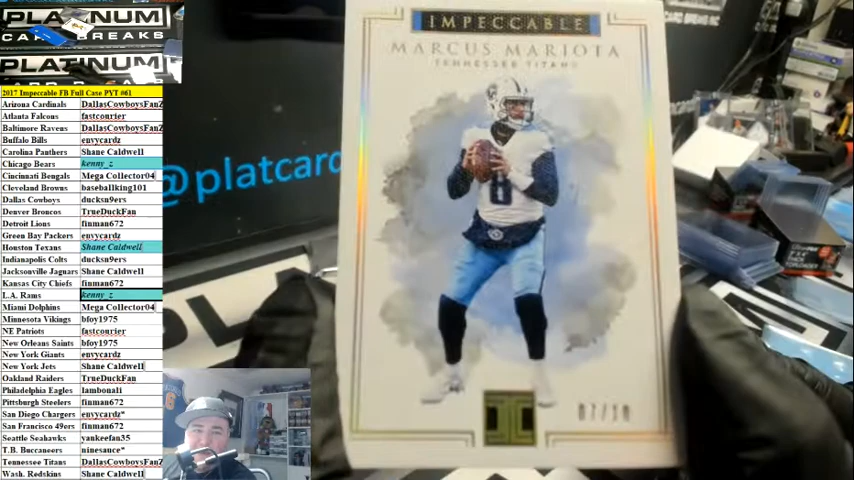 PLATINUM
CARD BREAKS
PLATINUM
2017 Impeccable FB Full Case PYT #61
Arizona Cardinals DallasCowboysFanZ
Atlanta Falcons fastcourier
Baltimore Ravens DallasCowboysFanZ
Buffalo Bills envycardz
Carolina Panthers Shane Caldwell
Chicago Bears kenny_z
Cincinati Bengals Mega Collector04
Cleveland Browns baseballking101
Dallas Cowboys ducksn9ers
Denver Broncos TrueDuckFan
Detroit Lions finman672
Green Bay Packers envycardz
Houston Texans Shane Caldwell
Indianapolis Colts ducksn9ers
Jacksonville Jaguars Shane Caldwell
Kansas City Chiefs finman672
L.A. Rams kenny_z
Miami Dolphins Mega Collector04
Minnesota Vikings bfoy1975
NE Patriots fastcourier
New Orleans Saints bfoy1975
New York Giants envycardz
New York Jets Shane Caldwell
Oakland Raiders TrueDuckFan
Philadelphia Eagles lambonali
Pittsburgh Steelers finman672
San Diego Chargers envycardz*
San Francisco 49ers finman672
Seattle Seahawks yankeefan35
T.B. Buccaneers ninesauce*
Tennessee Titans DallasCowboysFanZ
Wash. Redskins Shane Caldwell
@platcard
IMPECCABLE
MARCUS MARIOTA
TENNESSEE TITANS
8
07/10